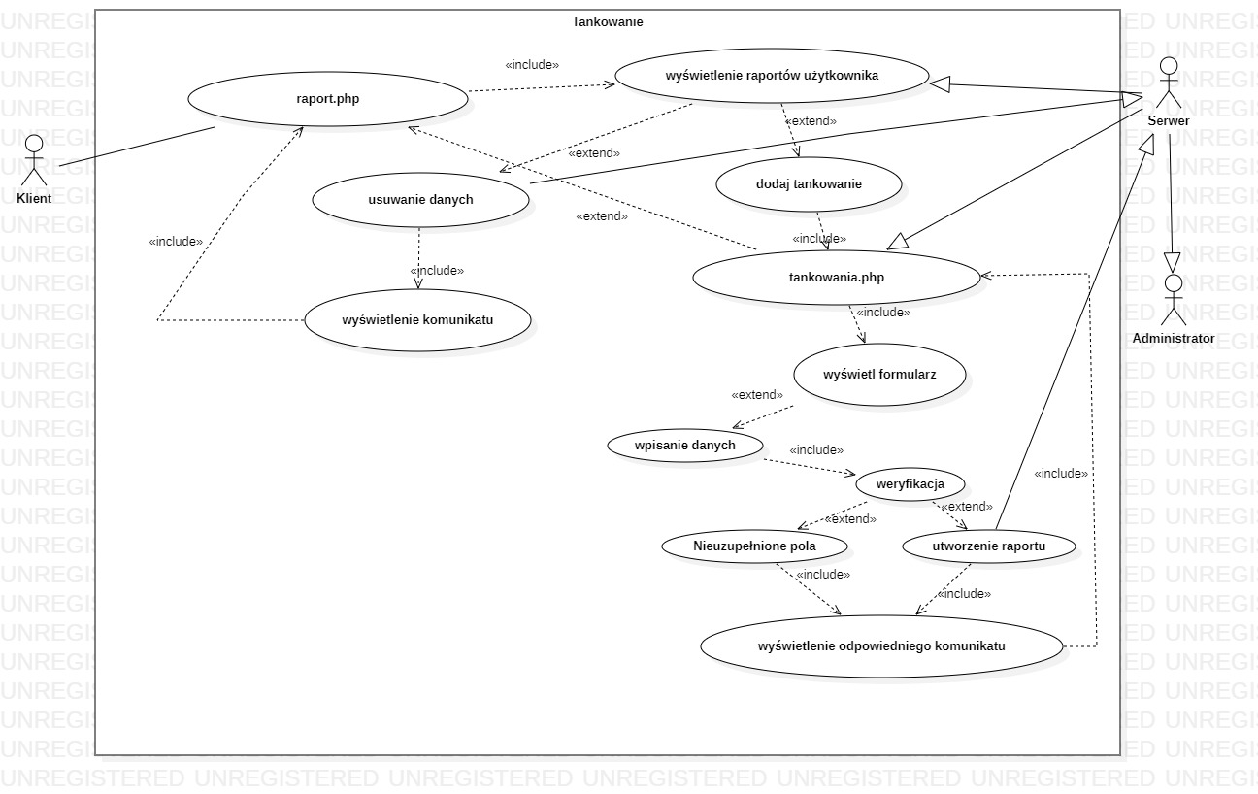 Tankowanie
«include»
wyświetlenie raportów użytkownika
raport.php
Serwer
«extend»
«extend»
Klient
dodaj tankowanie
usuwanie danych
«extend»
«include»
«include»
«include»
tankowania.php
«include»
wyświetlenie komunikatu
Administrator
wyświetl formularz
«extend»
wpisanie danych
«include»
«include»
weryfikacja
«extend»
«extend»
Nieuzupełnione pola
utworzenie raportu
«include»
«include»
wyświetlenie odpowiedniego komunikatu
UNREGISTERED UNREGISTERED UNREGISTERED UNREGISTERED UNREGISTERED UNREGISTERED